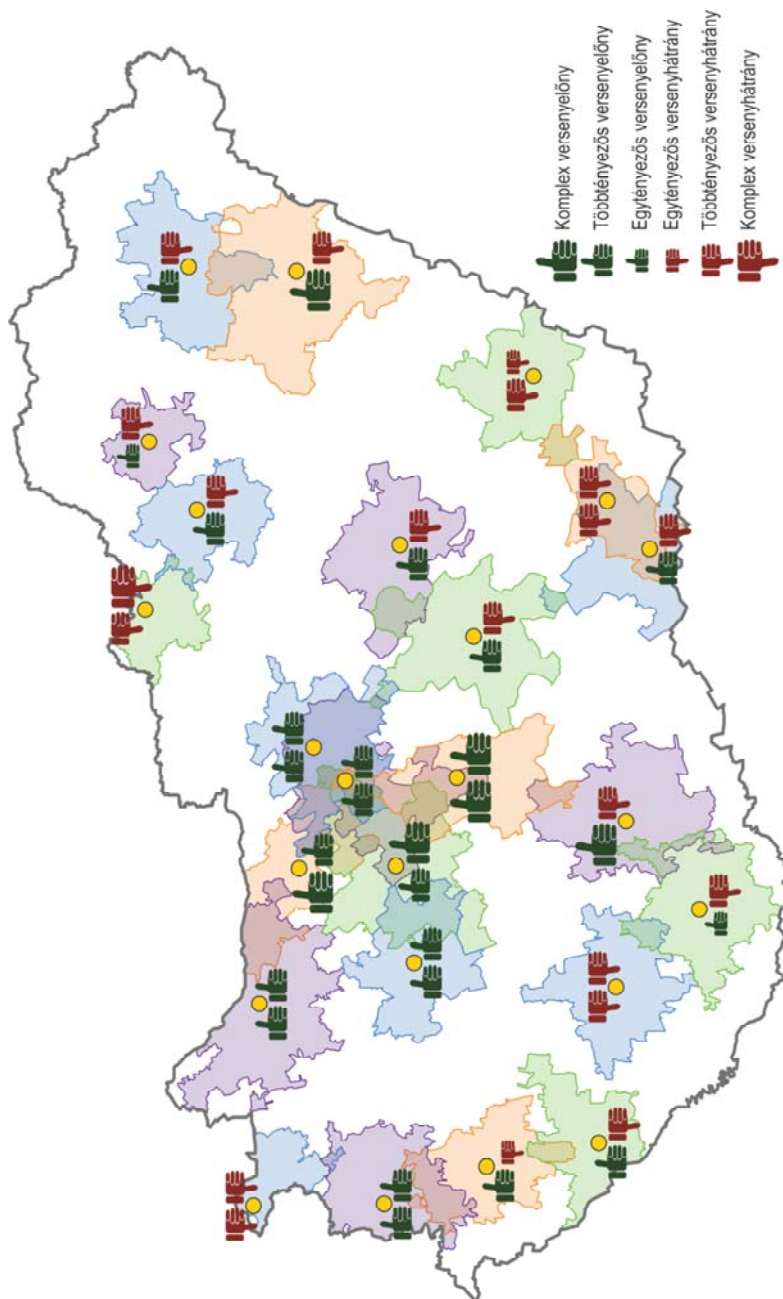 Komplex versenyelőny
Többtényezős versenyelőny
Egytényezős versenyelőny
Egytényezős versenyhátrány
Többtényezős versenyhátrány
Komplex versenyhátrány